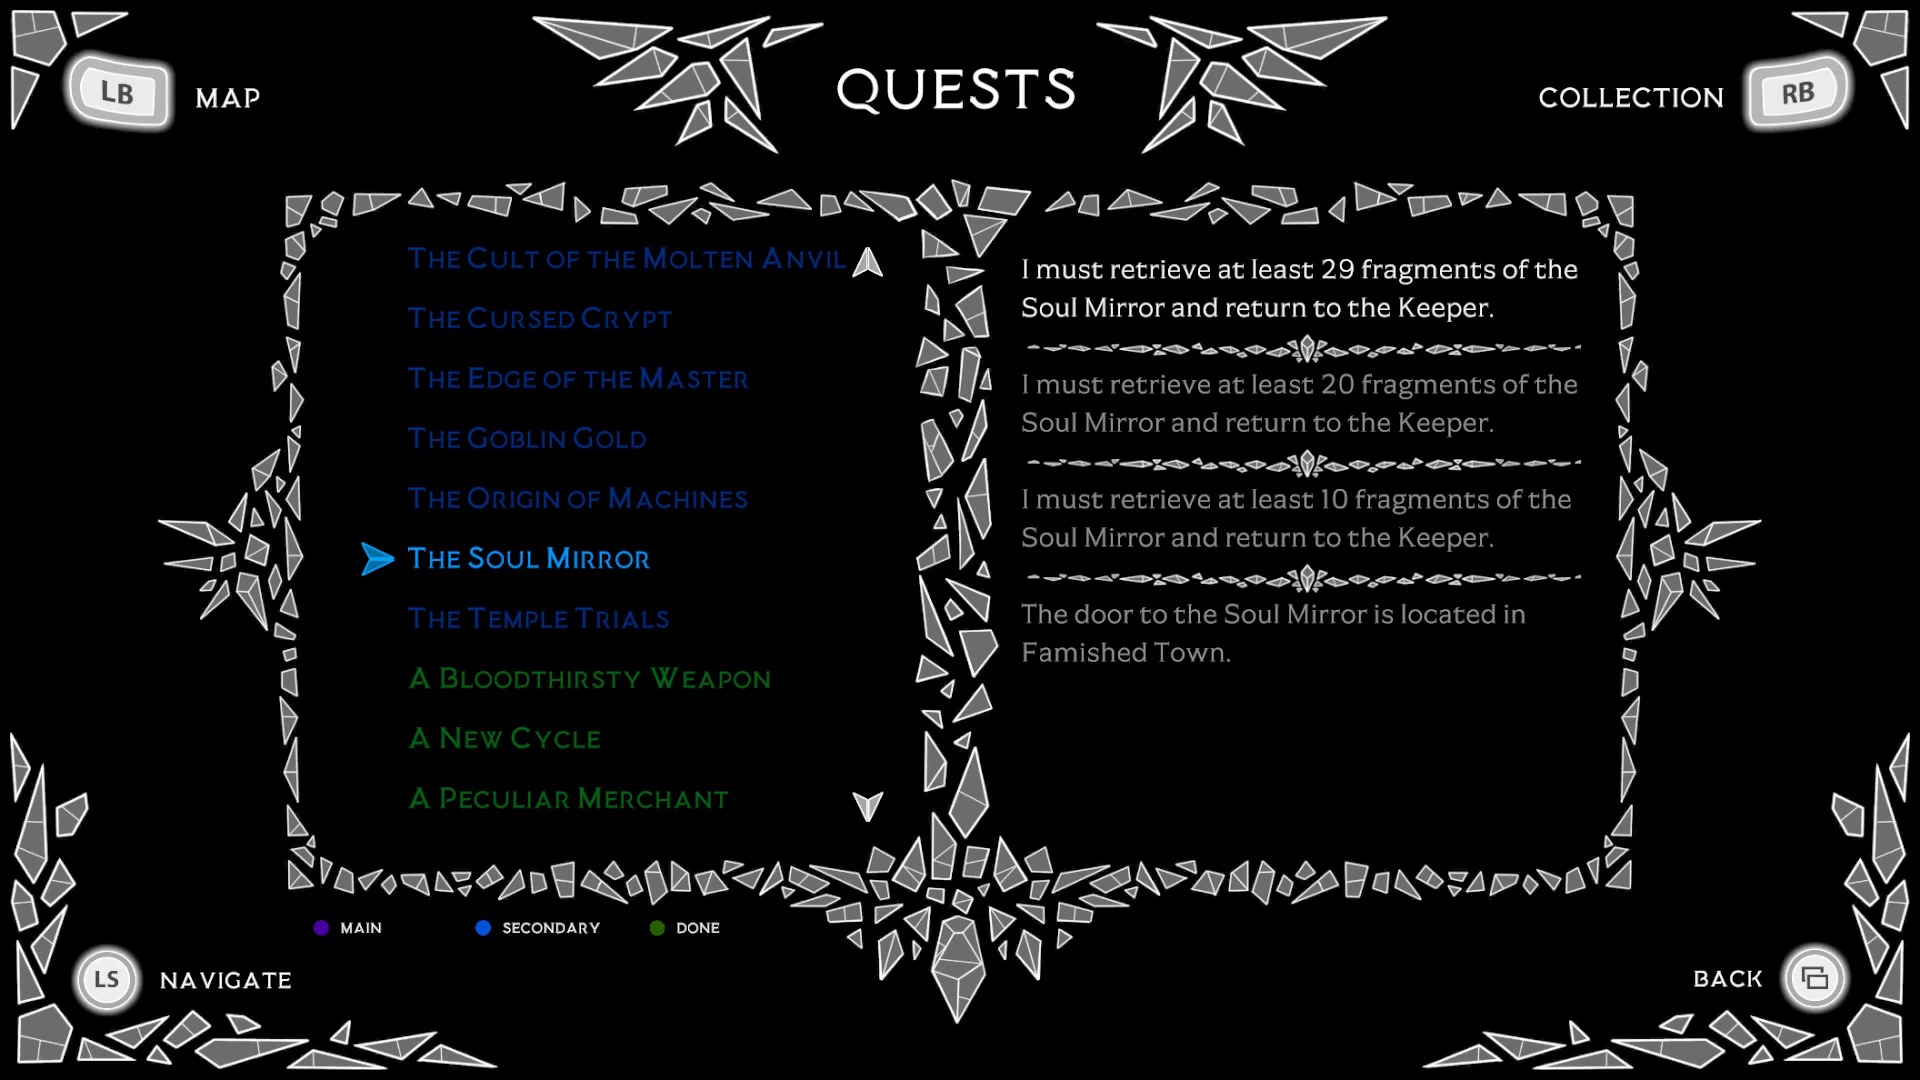 LB
MAP
QUESTS
COLLECTION
RB
The Cult of the Molten Anvil
The Cursed Crypt
The Edge of the Master
The Goblin Gold
The Origin of Machines
The Soul Mirror
The Temple Trials
A Bloodthirsty Weapon
A New Cycle
A Peculiar Merchant
I must retrieve at least 29 fragments of the
Soul Mirror and return to the Keeper.
I must retrieve at least 20 fragments of the
Soul Mirror and return to the Keeper.
I must retrieve at least 10 fragments of the
Soul Mirror and return to the Keeper.
The door to the Soul Mirror is located in
Famished Town.
MAIN
SECONDARY
DONE
LS
NAVIGATE
BACK